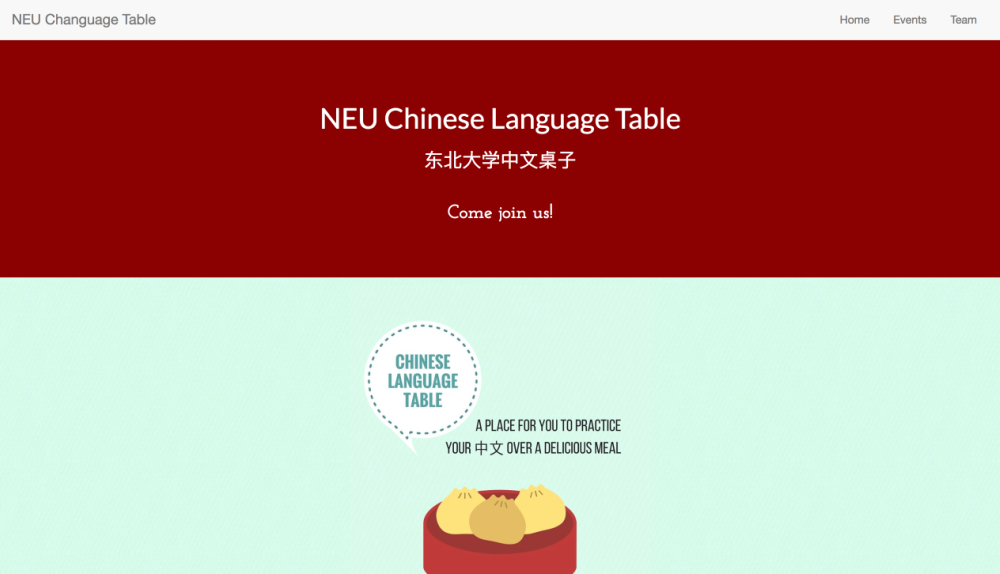 NEU Changuage Table
Home Events Team
NEU Chinese Language Table
东北大学中文桌子
Come join us!
CHINESE
LANGUAGE
TABLE
A PLACE FOR YOU TO PRACTICE
YOUR 中文 OVER A DELICIOUS MEAL